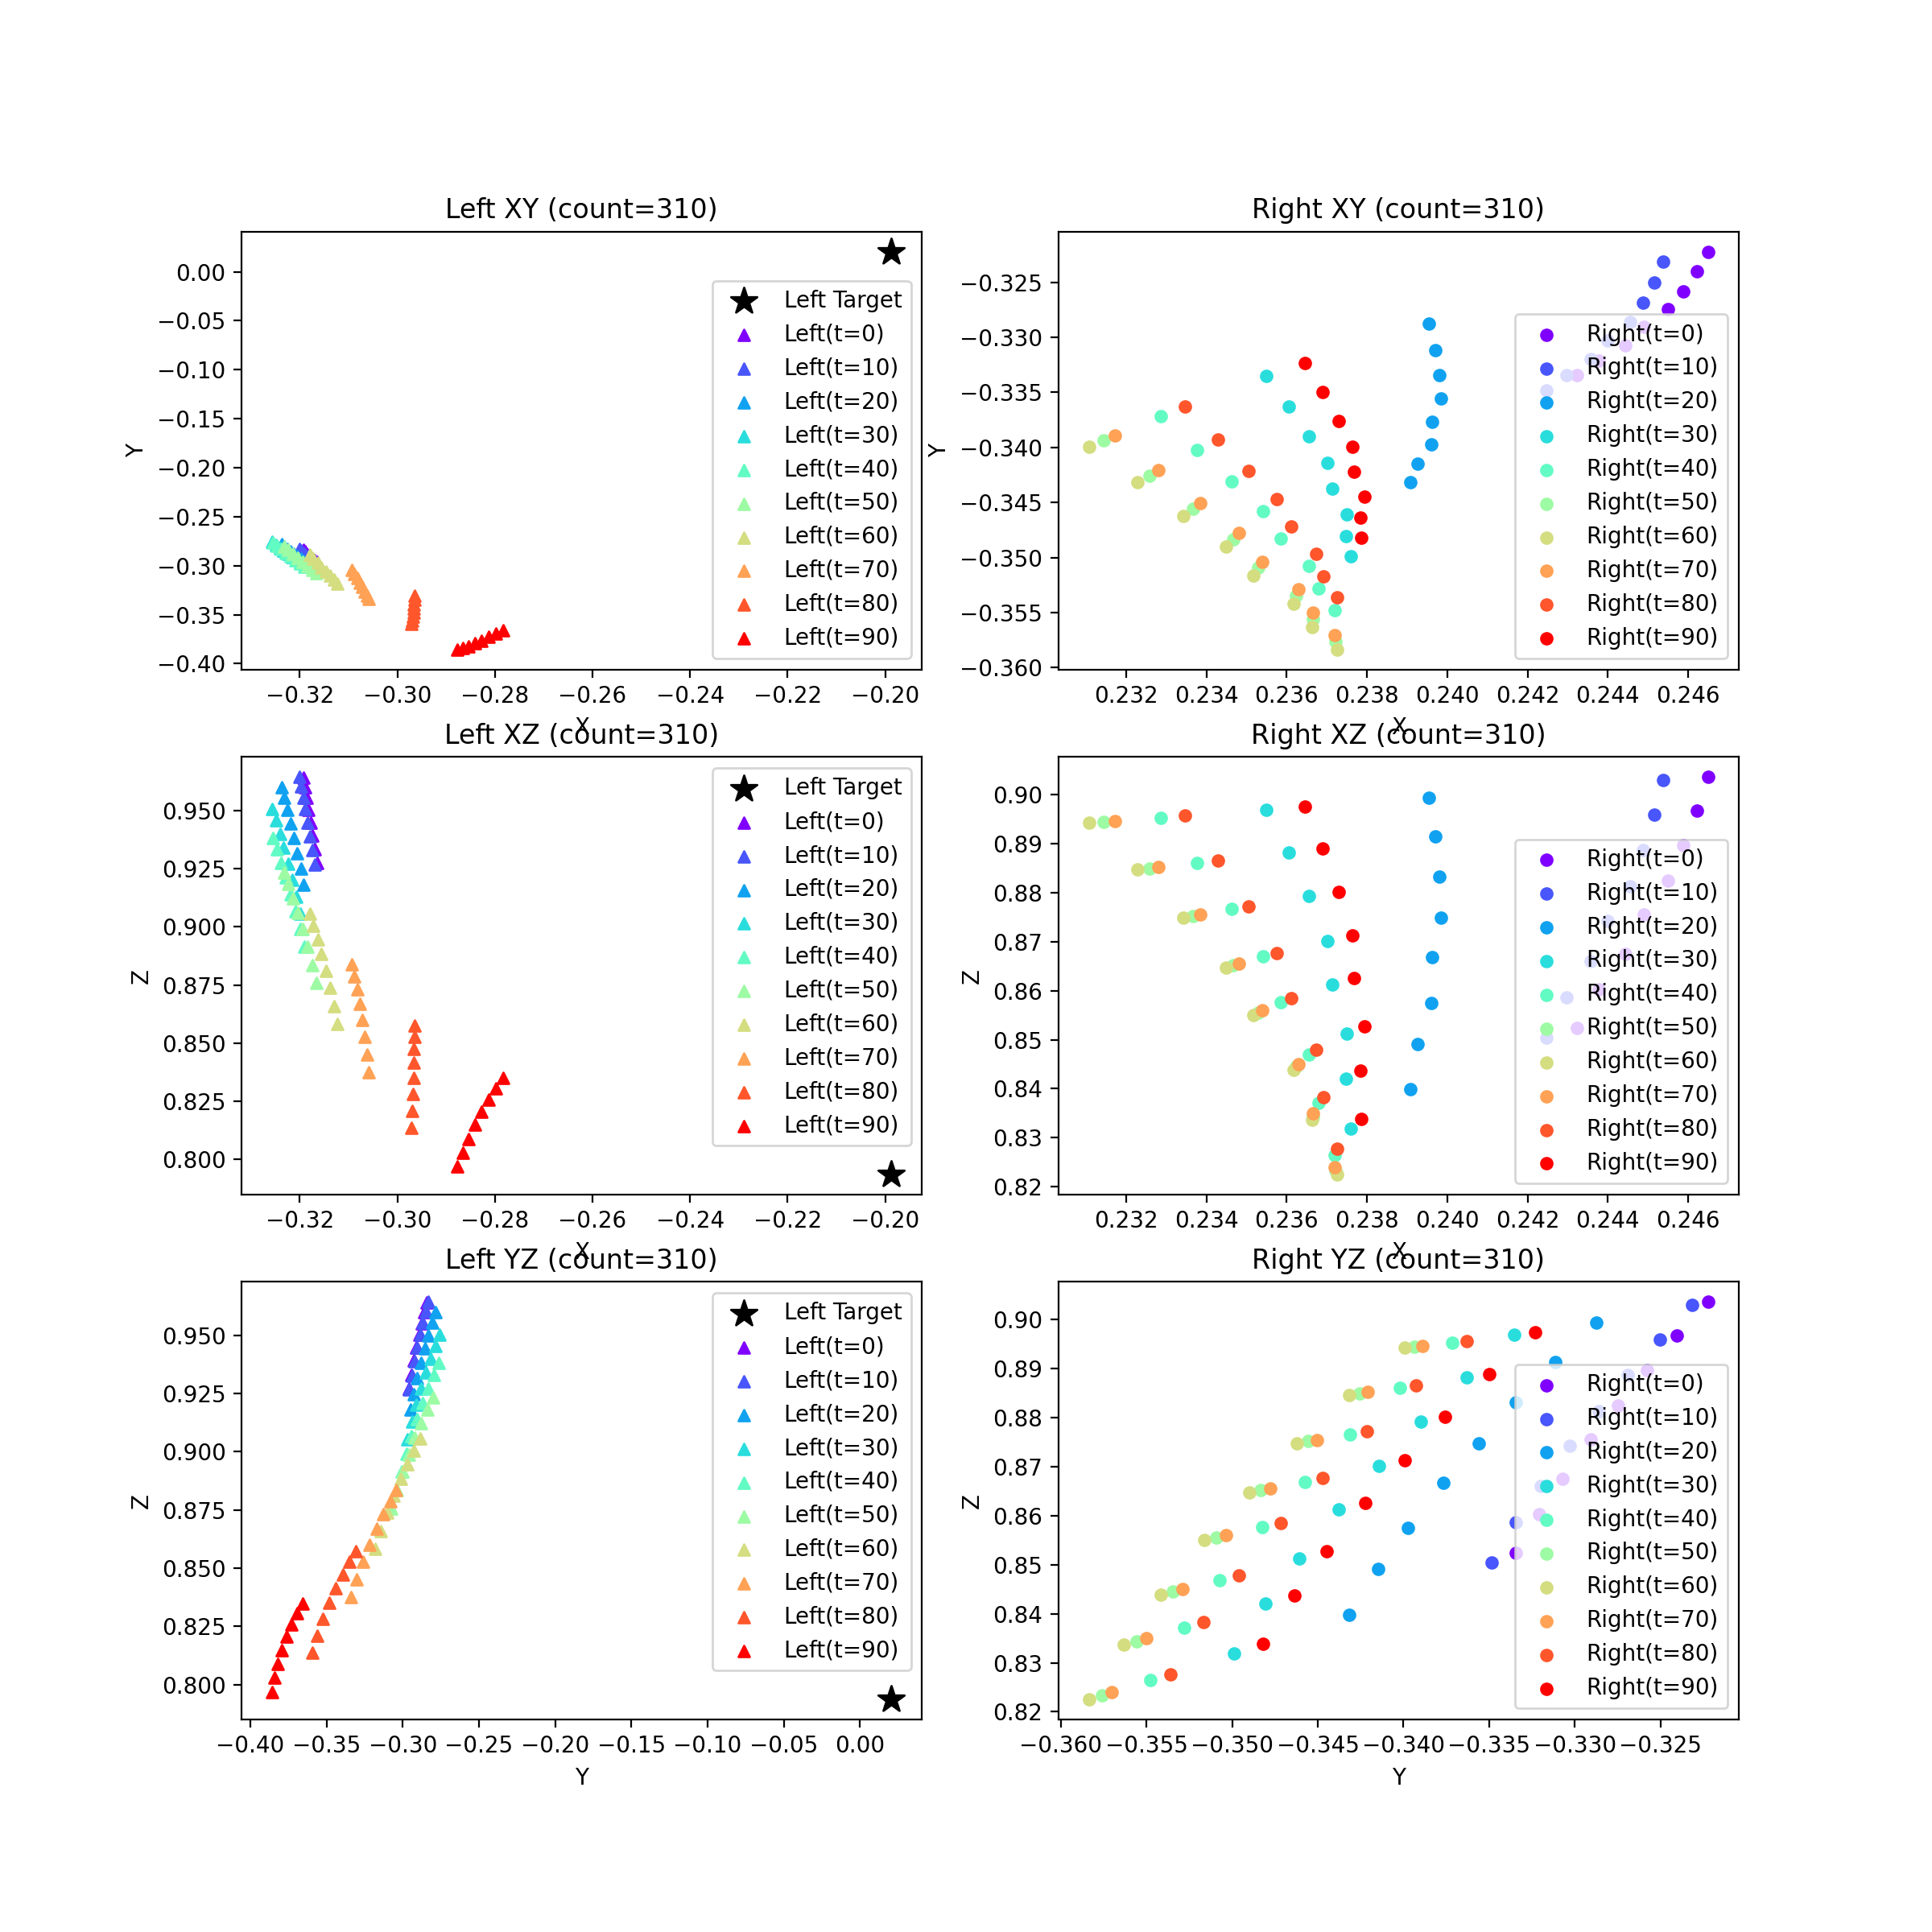 Left XY (count=310)
0.00
−0.05
−0.10
−0.15
−0.20
−0.25
−0.30
−0.35
−0.40
Y
−0.32
−0.30
−0.28
−0.26
−0.24
−0.22
−0.20
X
Left Target
Left(t=0)
Left(t=10)
Left(t=20)
Left(t=30)
Left(t=40)
Left(t=50)
Left(t=60)
Left(t=70)
Left(t=80)
Left(t=90)
Right XY (count=310)
−0.325
−0.330
−0.335
−0.340
−0.345
−0.350
−0.355
−0.360
Y
0.232
0.234
0.236
0.238
0.240
0.242
0.244
0.246
X
Right(t=0)
Right(t=10)
Right(t=20)
Right(t=30)
Right(t=40)
Right(t=50)
Right(t=60)
Right(t=70)
Right(t=80)
Right(t=90)
Left XZ (count=310)
0.950
0.925
0.900
0.875
0.850
0.825
0.800
Z
−0.32
−0.30
−0.28
−0.26
−0.24
−0.22
−0.20
X
Left Target
Left(t=0)
Left(t=10)
Left(t=20)
Left(t=30)
Left(t=40)
Left(t=50)
Left(t=60)
Left(t=70)
Left(t=80)
Left(t=90)
Right XZ (count=310)
0.90
0.89
0.88
0.87
0.86
0.85
0.84
0.83
0.82
Z
0.232
0.234
0.236
0.238
0.240
0.242
0.244
0.246
X
Right(t=0)
Right(t=10)
Right(t=20)
Right(t=30)
Right(t=40)
Right(t=50)
Right(t=60)
Right(t=70)
Right(t=80)
Right(t=90)
Left YZ (count=310)
0.950
0.925
0.900
0.875
0.850
0.825
0.800
Z
−0.40
−0.35
−0.30
−0.25
−0.20
−0.15
−0.10
−0.05
0.00
Y
Left Target
Left(t=0)
Left(t=10)
Left(t=20)
Left(t=30)
Left(t=40)
Left(t=50)
Left(t=60)
Left(t=70)
Left(t=80)
Left(t=90)
Right YZ (count=310)
0.90
0.89
0.88
0.87
0.86
0.85
0.84
0.83
0.82
Z
−0.360
−0.355
−0.350
−0.345
−0.340
−0.335
−0.330
−0.325
Y
Right(t=0)
Right(t=10)
Right(t=20)
Right(t=30)
Right(t=40)
Right(t=50)
Right(t=60)
Right(t=70)
Right(t=80)
Right(t=90)